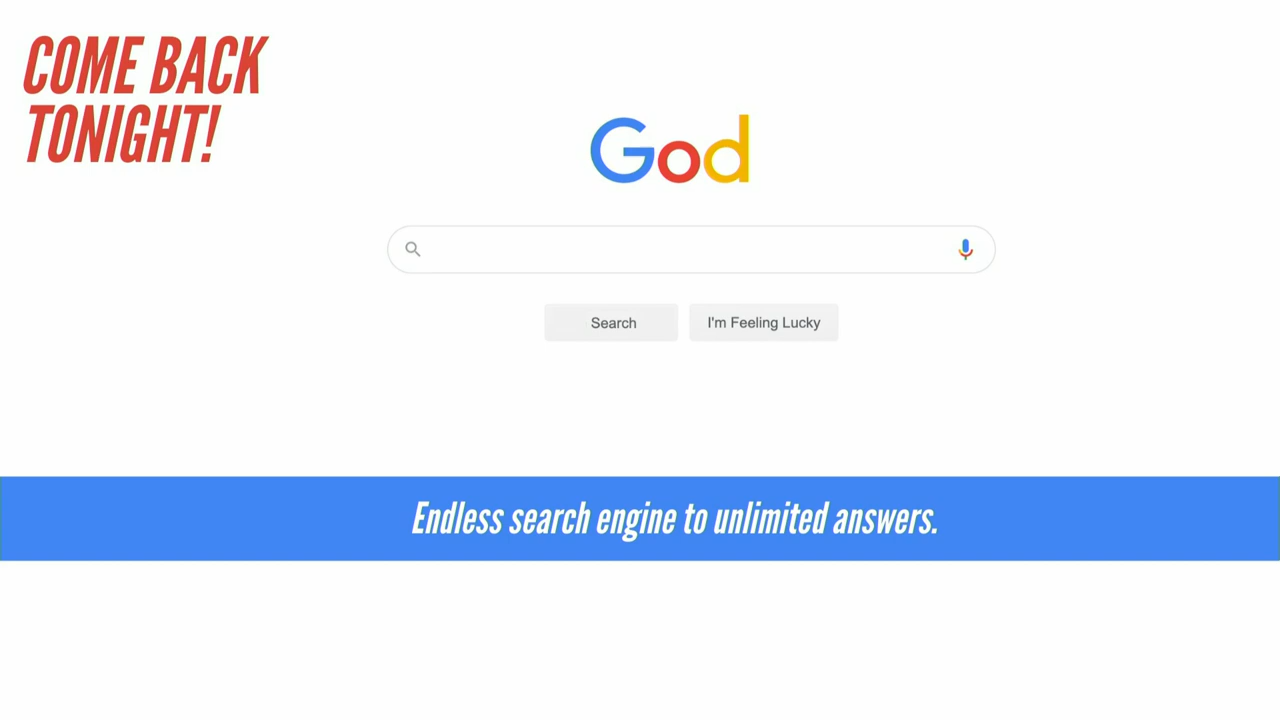 COME BACK
TONIGHT!
God
Search
I'm Feeling Lucky
Endless search engine to unlimited answers.